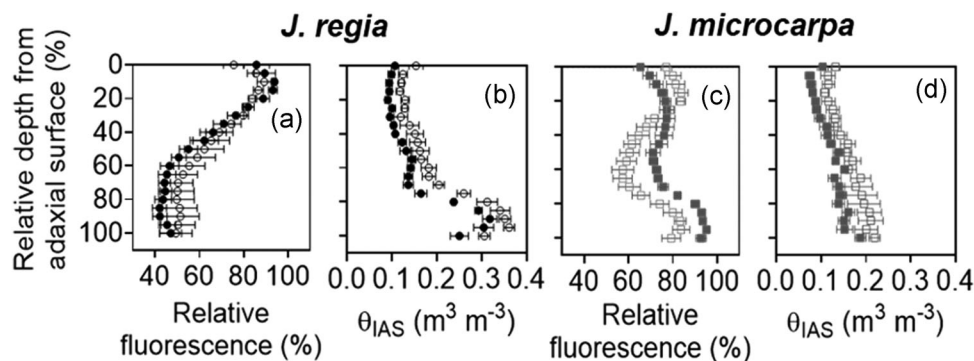 J. regia
J. microcarpa
Relative depth from
adaxial surface (%)
0
20
40
60
80
100
(a)
(b)
(c)
(d)
40 60 80 100
0.0 0.1 0.2 0.3 0.4
40 60 80 100
0.0 0.1 0.2 0.3 0.4
Relative
fluorescence (%)
θIAS (m³ m⁻³)
Relative
fluorescence (%)
θIAS (m³ m⁻³)